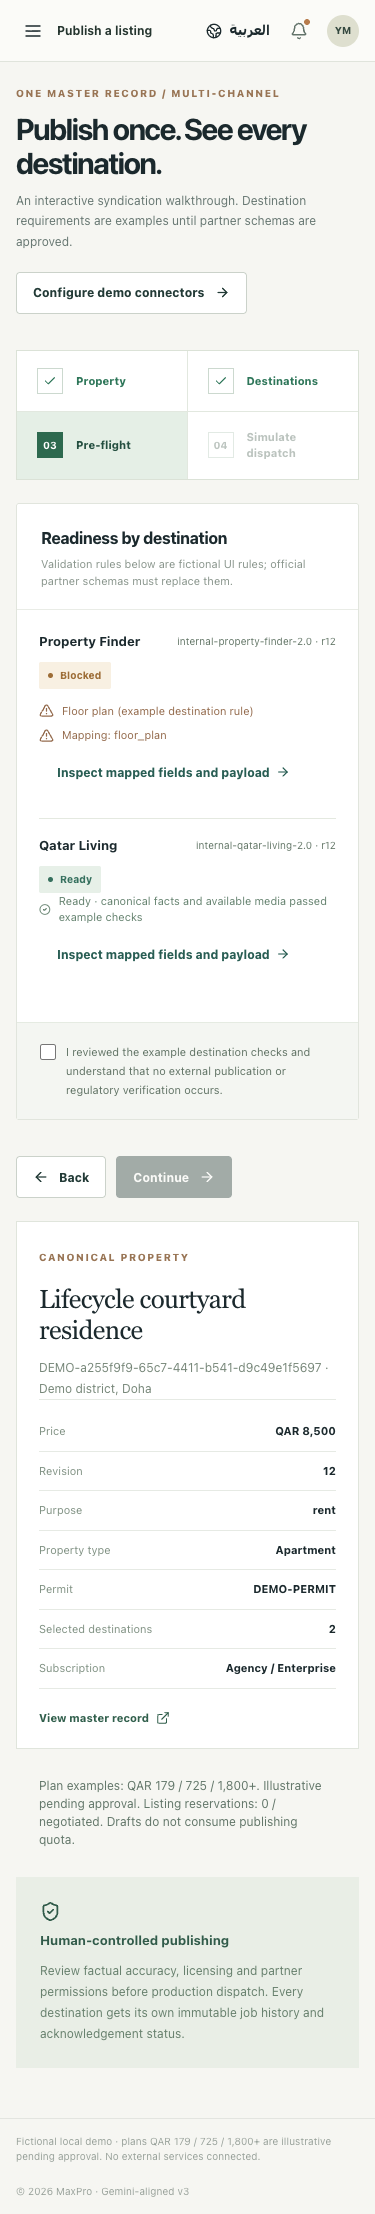 Publish a listing
العربية
YM
ONE MASTER RECORD / MULTI-CHANNEL
Publish once. See every
destination.
An interactive syndication walkthrough. Destination
requirements are examples until partner schemas are
approved.
Configure demo connectors
Property
Destinations
03
Pre-flight
04
Simulate
dispatch
Readiness by destination
Validation rules below are fictional UI rules; official
partner schemas must replace them.
Property Finder
internal-property-finder-2.0 · r12
Blocked
Floor plan (example destination rule)
Mapping: floor_plan
Inspect mapped fields and payload
Qatar Living
internal-qatar-living-2.0 · r12
Ready
Ready · canonical facts and available media passed
example checks
Inspect mapped fields and payload
I reviewed the example destination checks and
understand that no external publication or
regulatory verification occurs.
Back
Continue
CANONICAL PROPERTY
Lifecycle courtyard
residence
DEMO-a255f9f9-65c7-4411-b541-d9c49e1f5697 ·
Demo district, Doha
Price
QAR 8,500
Revision
12
Purpose
rent
Property type
Apartment
Permit
DEMO-PERMIT
Selected destinations
2
Subscription
Agency / Enterprise
View master record
Plan examples: QAR 179 / 725 / 1,800+. Illustrative
pending approval. Listing reservations: 0 /
negotiated. Drafts do not consume publishing
quota.
Human-controlled publishing
Review factual accuracy, licensing and partner
permissions before production dispatch. Every
destination gets its own immutable job history and
acknowledgement status.
Fictional local demo · plans QAR 179 / 725 / 1,800+ are illustrative
pending approval. No external services connected.
© 2026 MaxPro · Gemini-aligned v3